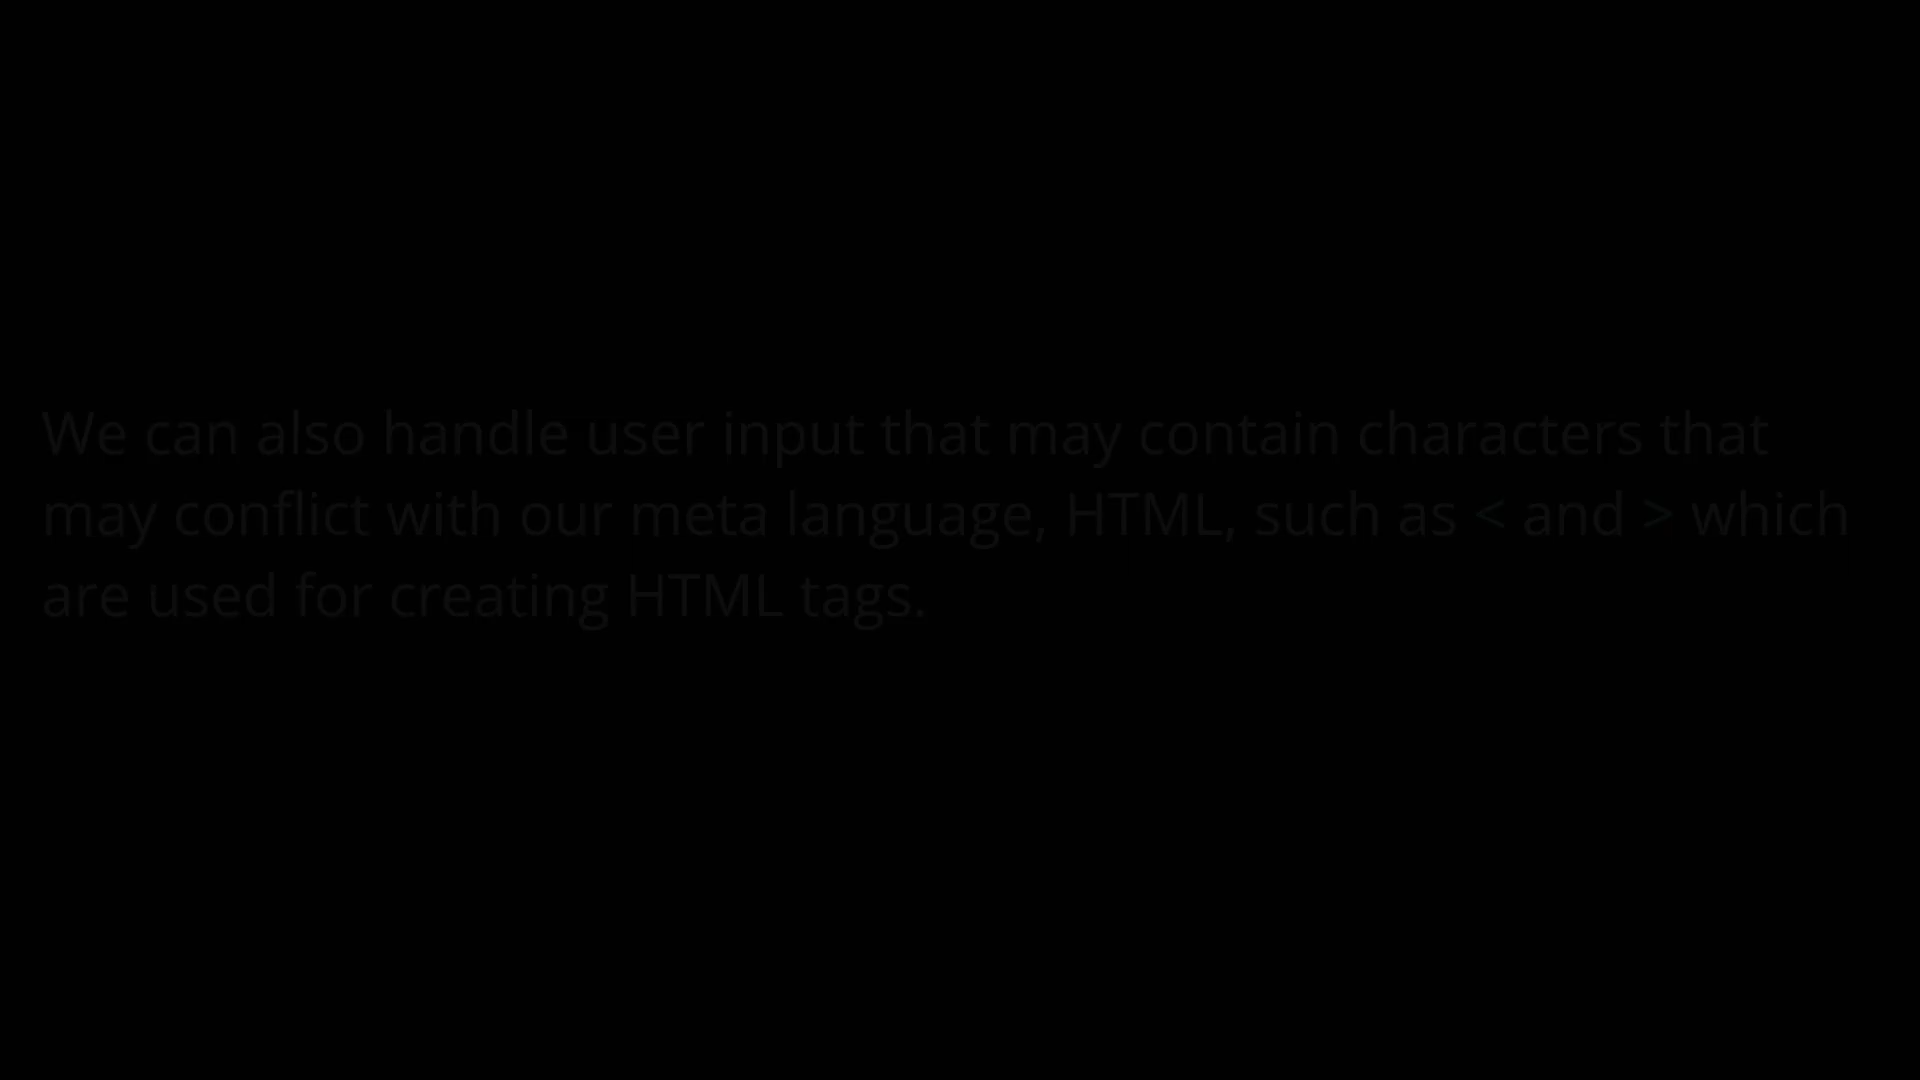 We can also handle user input that may contain characters that
may conflict with our meta language, HTML, such as < and > which
are used for creating HTML tags.